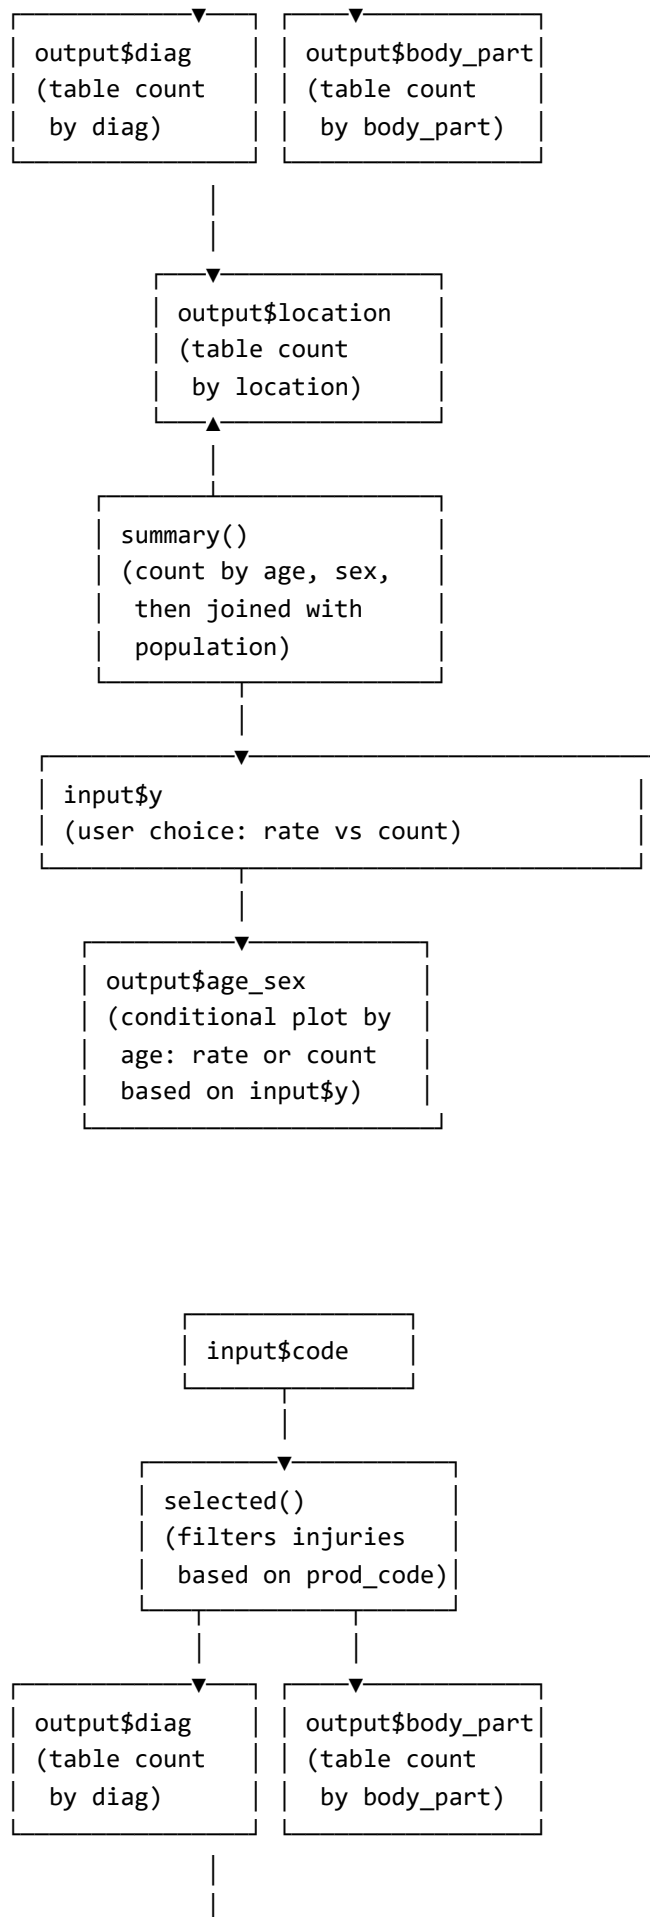 output$diag
(table count
by diag)
output$body_part
(table count
by body_part)
output$location
(table count
by location)
summary()
(count by age, sex,
then joined with
population)
input$y
(user choice: rate vs count)
output$age_sex
(conditional plot by
age: rate or count
based on input$y)
input$code
selected()
(filters injuries
based on prod_code)
output$diag
(table count
by diag)
output$body_part
(table count
by body_part)